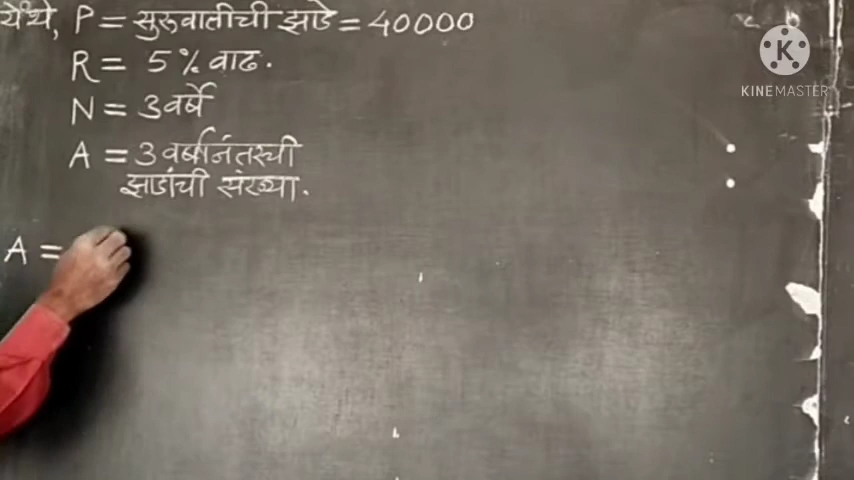 येथे, P = सुरुवातीची झाडे = 40000
R = 5 % वाढ.
N = 3 वर्षे
A = 3 वर्षानंतरची
झाडांची संख्या.
A =
K
KINEMASTER